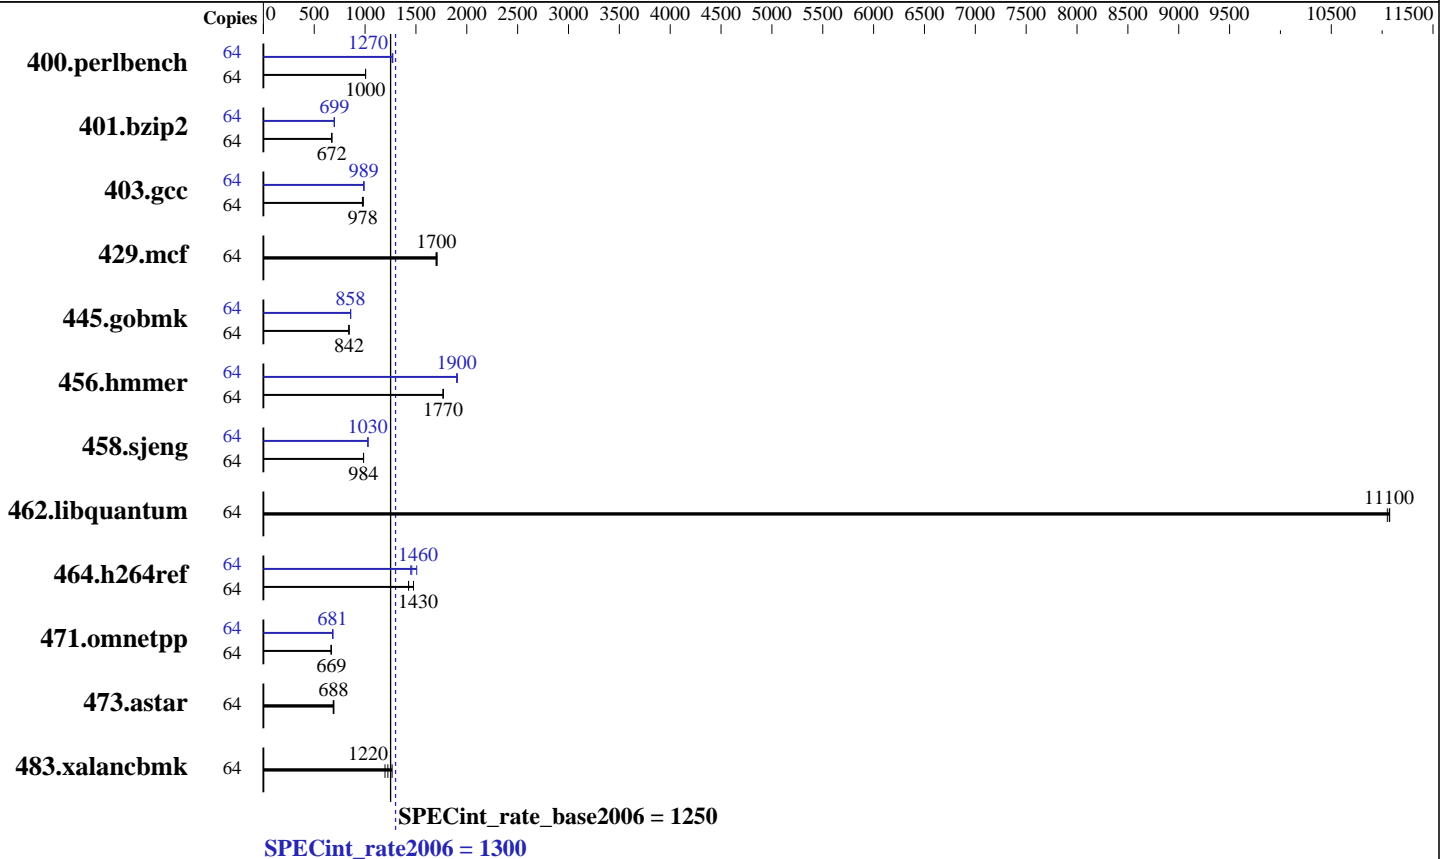 Copies 0 500 1000 1500 2000 2500 3000 3500 4000 4500 5000 5500 6000 6500 7000 7500 8000 8500 9000 9500 10500 11500
400.perlbench 64 1270
64 1000
401.bzip2 64 699
64 672
403.gcc 64 989
64 978
429.mcf 64 1700
445.gobmk 64 858
64 842
456.hmmer 64 1900
64 1770
458.sjeng 64 1030
64 984
462.libquantum 64 11100
464.h264ref 64 1460
64 1430
471.omnetpp 64 681
64 669
473.astar 64 688
483.xalancbmk 64 1220
SPECint_rate_base2006 = 1250
SPECint_rate2006 = 1300